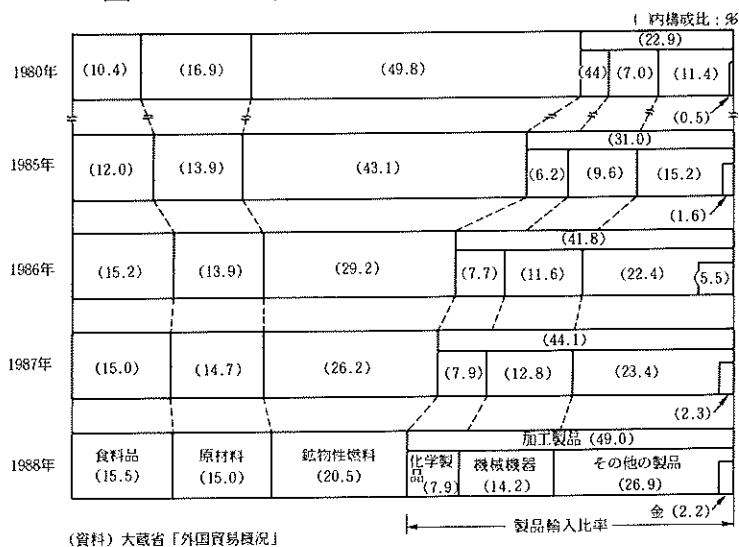 ( )内構成比:%
(22.9)
1980年 (10.4) (16.9) (49.8) (44) (7.0) (11.4)
(0.5)
(31.0)
1985年 (12.0) (13.9) (43.1) (6.2) (9.6) (15.2)
(1.6)
(41.8)
1986年 (15.2) (13.9) (29.2) (7.7) (11.6) (22.4) (5.5)
(44.1)
1987年 (15.0) (14.7) (26.2) (7.9) (12.8) (23.4)
(2.3)
加工製品 (49.0)
1988年 食料品 原材料 鉱物性燃料 化学製品 機械機器 その他の製品
(15.5) (15.0) (20.5) (7.9) (14.2) (26.9)
金 (2.2)
製品輸入比率
(資料) 大蔵省「外国貿易概況」